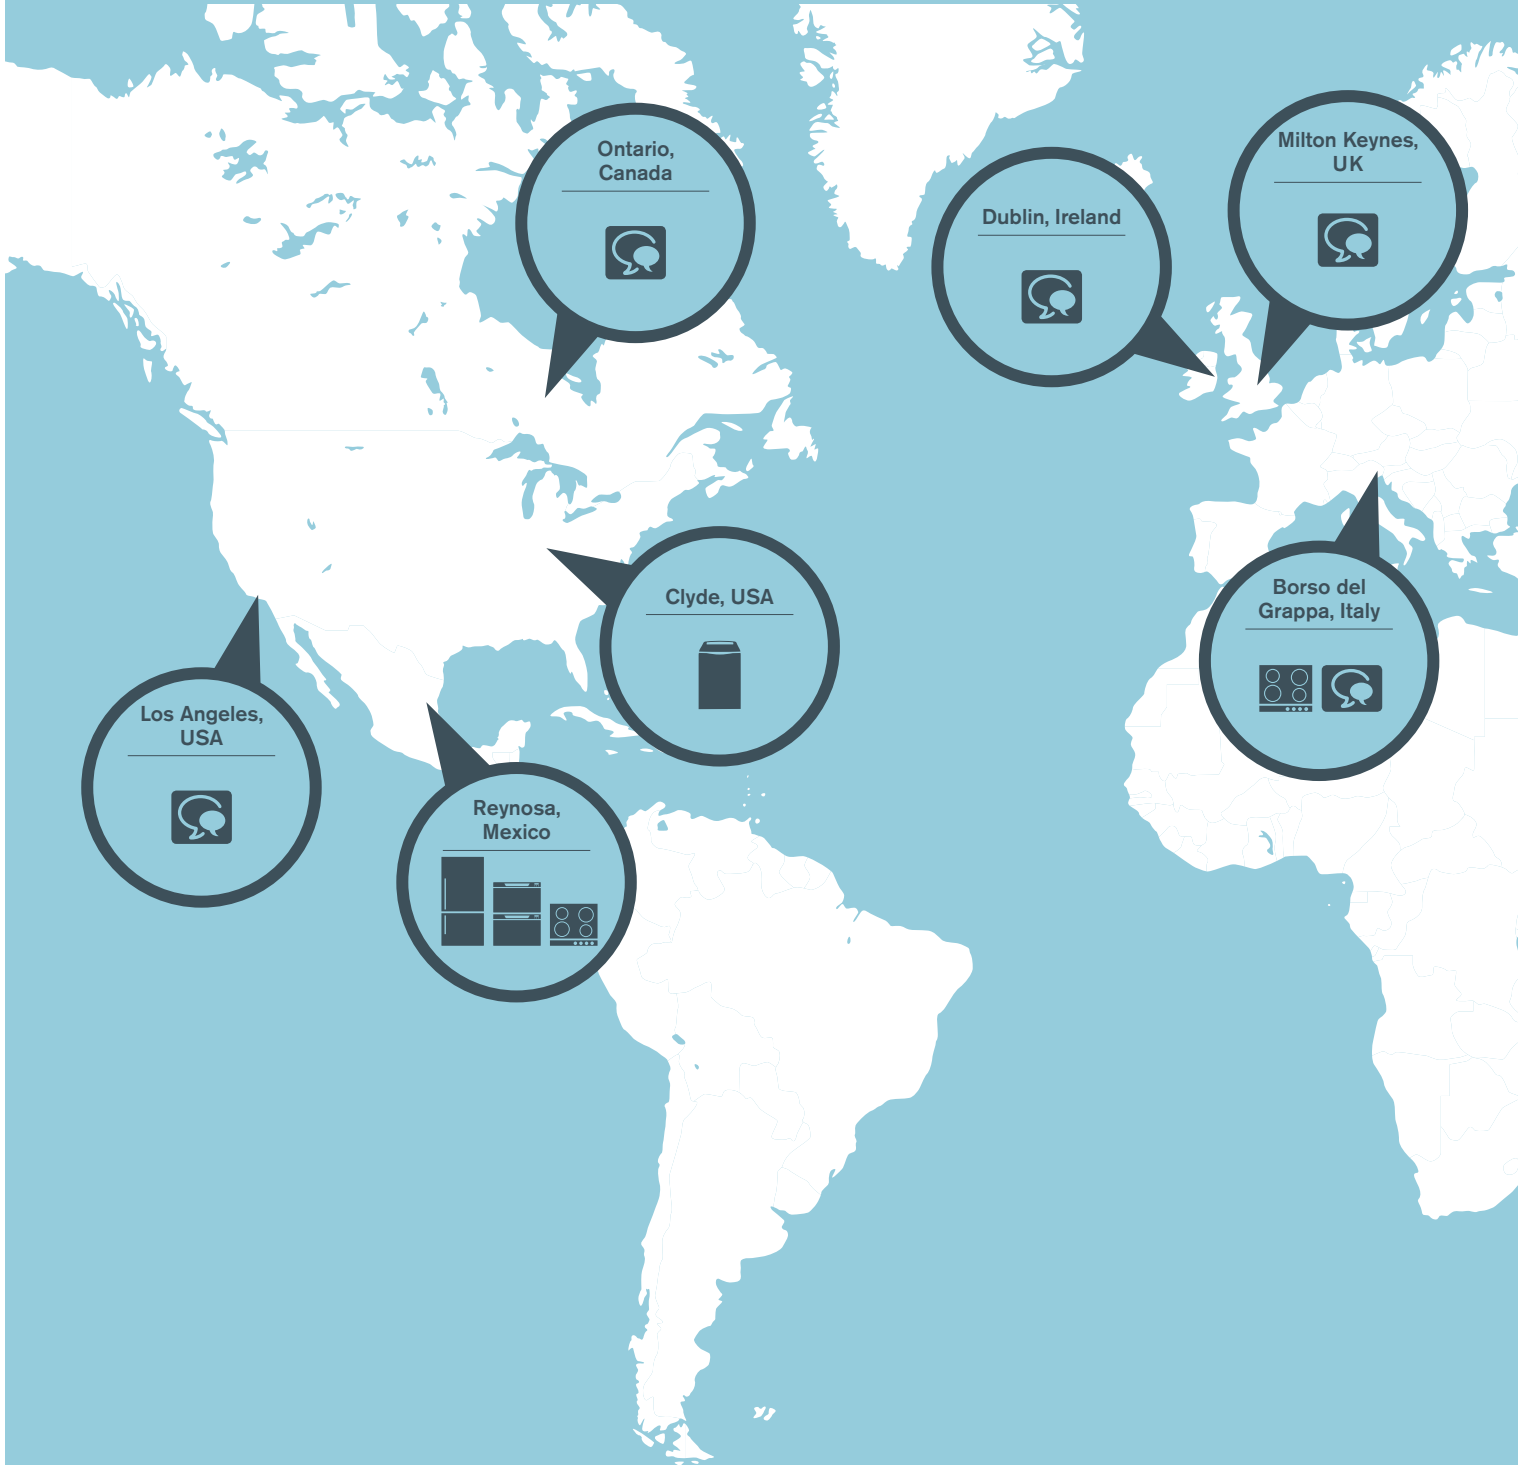 Ontario,
Canada
Milton Keynes,
UK
Dublin, Ireland
Clyde, USA
Borso del
Grappa, Italy
Los Angeles,
USA
Reynosa,
Mexico